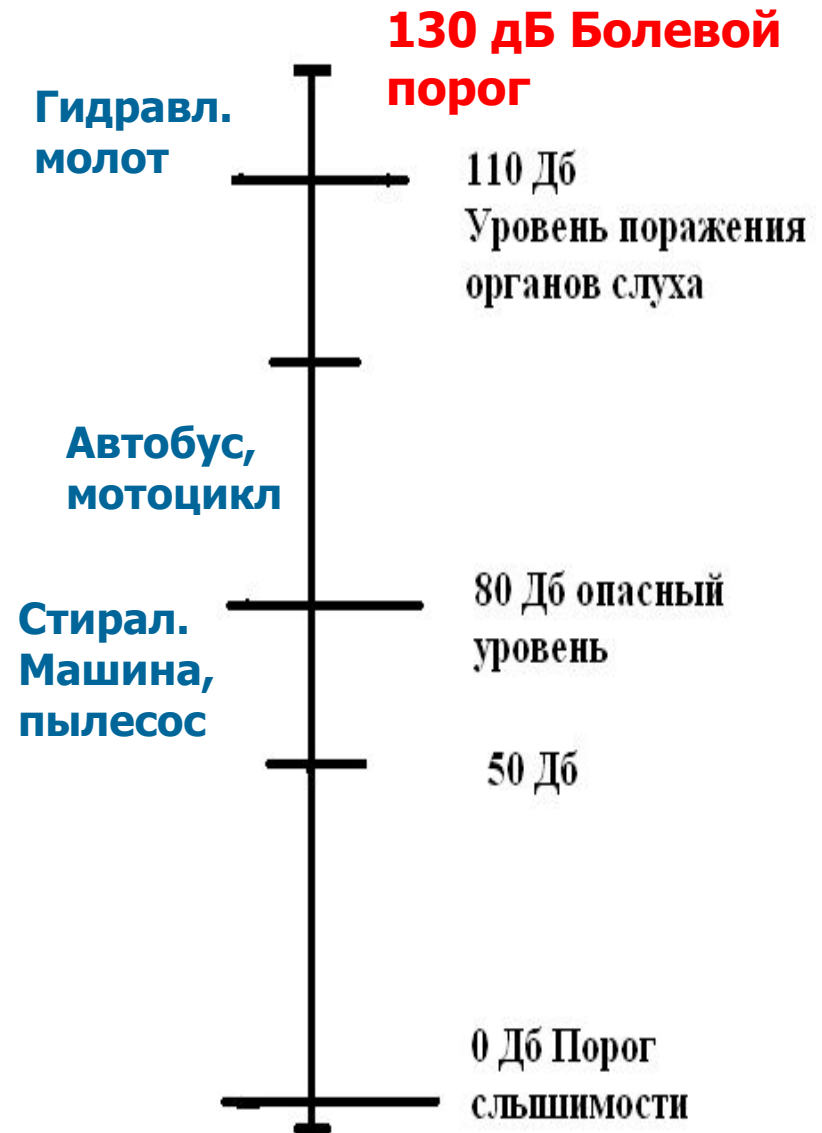 130 дБ Болевой
порог
Гидравл.
молот
110 Дб
Уровень поражения
органов слуха
Автобус,
мотоцикл
80 Дб опасный
уровень
Стирал.
Машина,
пылесос
50 Дб
0 Дб Порог
слышимости